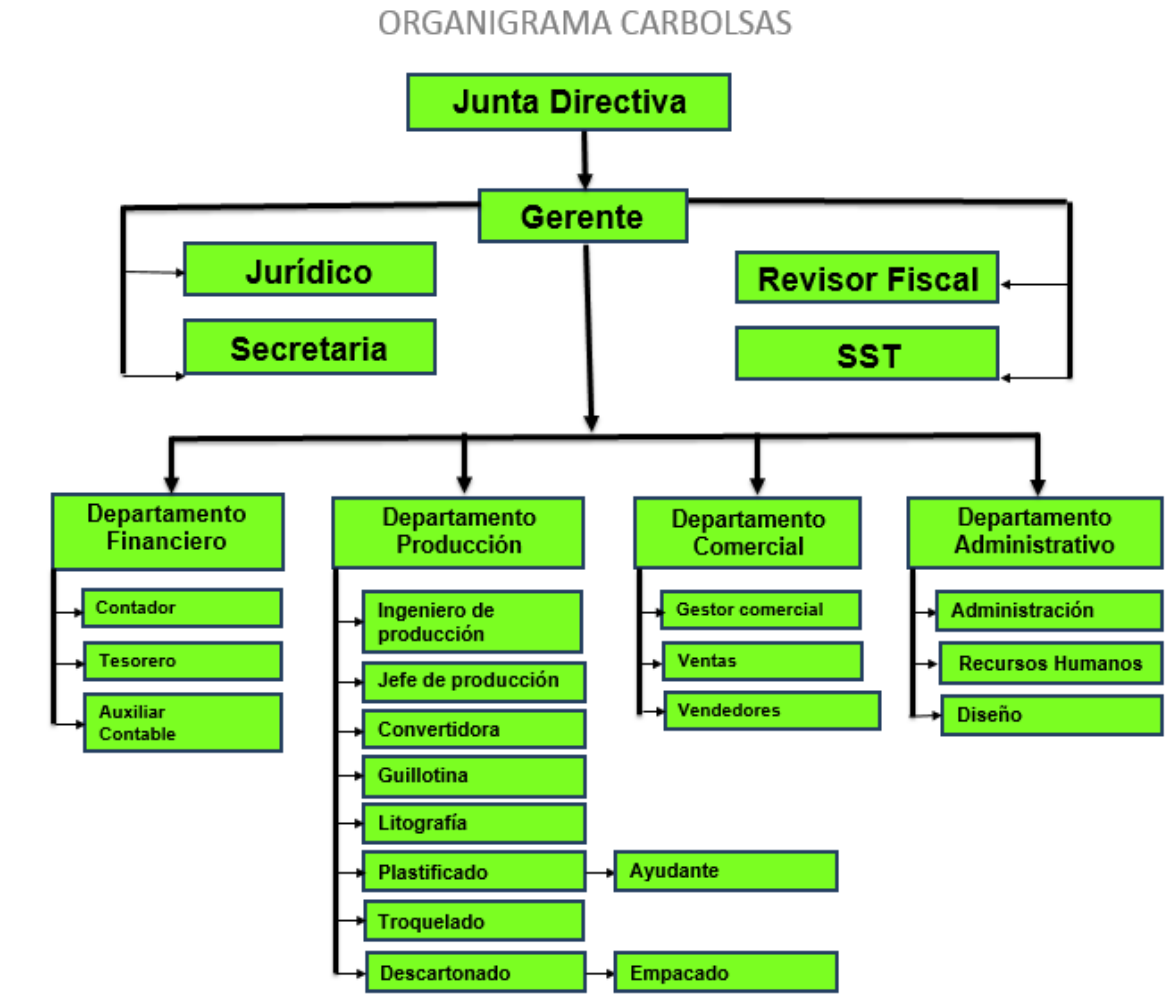 ORGANIGRAMA CARBOLSAS
Junta Directiva
Gerente
Jurídico
Secretaria
Revisor Fiscal
SST
Departamento
Financiero
Contador
Tesorero
Auxiliar
Contable
Departamento
Producción
Ingeniero de
producción
Jefe de producción
Convertidora
Guillotina
Litografía
Plastificado
Ayudante
Troquelado
Descartonado
Empacado
Departamento
Comercial
Gestor comercial
Ventas
Vendedores
Departamento
Administrativo
Administración
Recursos Humanos
Diseño